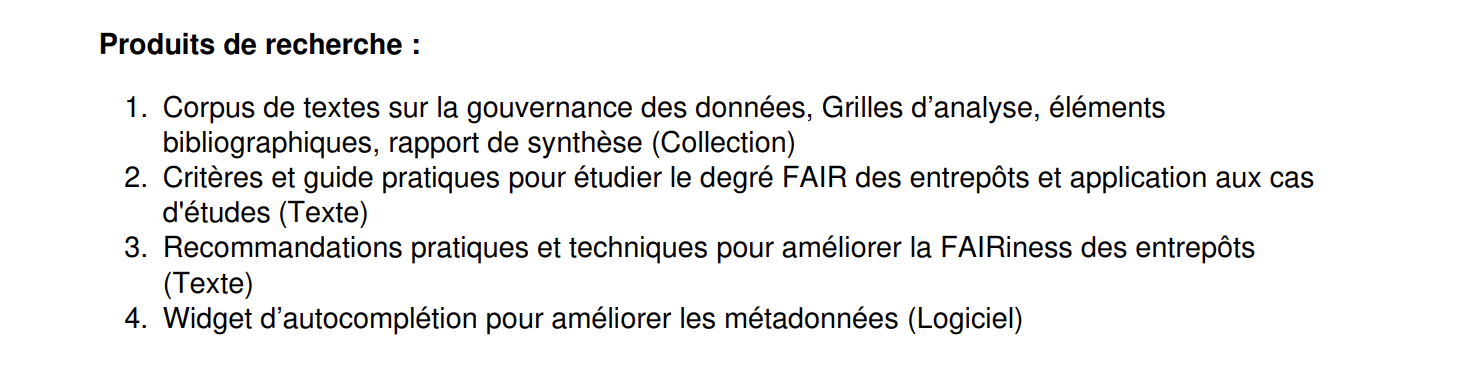 Produits de recherche :
1. Corpus de textes sur la gouvernance des données, Grilles d’analyse, éléments
bibliographiques, rapport de synthèse (Collection)
2. Critères et guide pratiques pour étudier le degré FAIR des entrepôts et application aux cas
d'études (Texte)
3. Recommandations pratiques et techniques pour améliorer la FAIRiness des entrepôts
(Texte)
4. Widget d’autocomplétion pour améliorer les métadonnées (Logiciel)